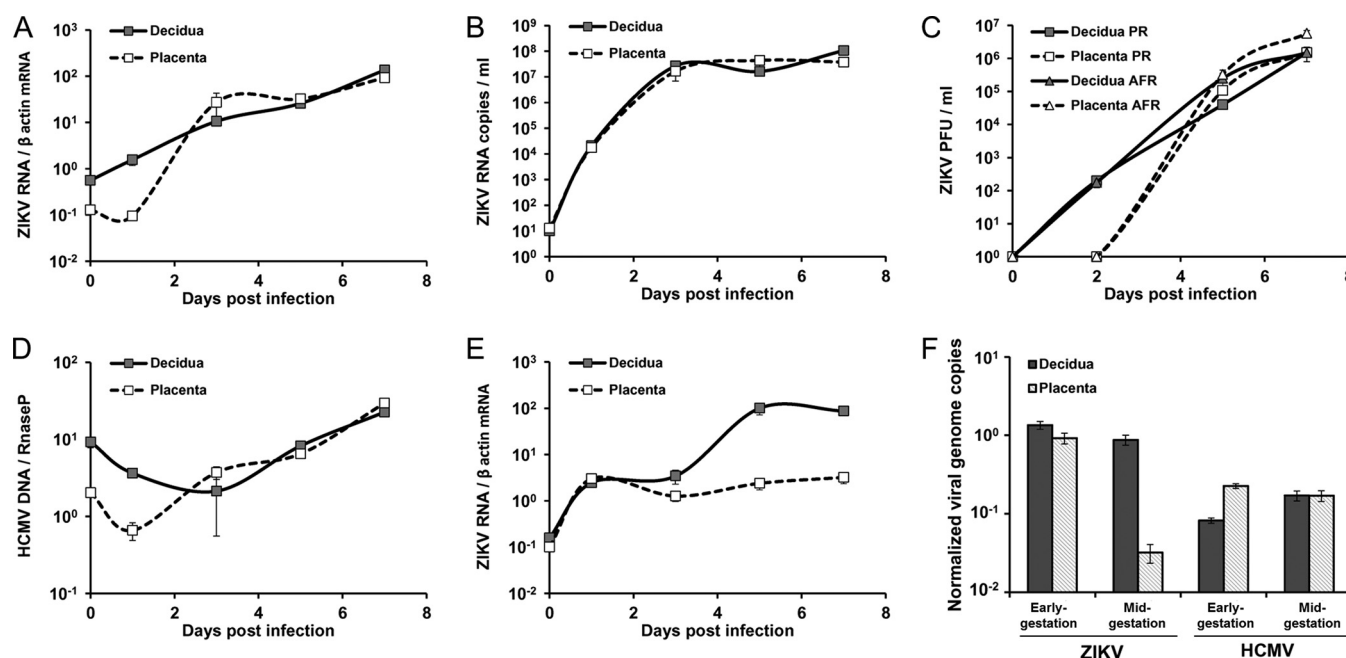 A
Decidua
Placenta
ZIKV RNA / β actin mRNA
10³
10²
10¹
10⁰
10⁻¹
10⁻²
0 2 4 6 8
Days post infection
B
Decidua
Placenta
ZIKV RNA copies / ml
10⁹
10⁸
10⁷
10⁶
10⁵
10⁴
10³
10²
10¹
10⁰
0 2 4 6 8
Days post infection
C
Decidua PR
Placenta PR
Decidua AFR
Placenta AFR
ZIKV PFU / ml
10⁷
10⁶
10⁵
10⁴
10³
10²
10¹
10⁰
0 2 4 6 8
Days post infection
D
Decidua
Placenta
HCMV DNA / RnaseP
10²
10¹
10⁰
10⁻¹
0 2 4 6 8
Days post infection
E
Decidua
Placenta
ZIKV RNA / β actin mRNA
10³
10²
10¹
10⁰
10⁻¹
10⁻²
0 2 4 6 8
Days post infection
F
Decidua
Placenta
Normalized viral genome copies
10¹
10⁰
10⁻¹
10⁻²
Early-gestation Mid-gestation Early-gestation Mid-gestation
ZIKV HCMV